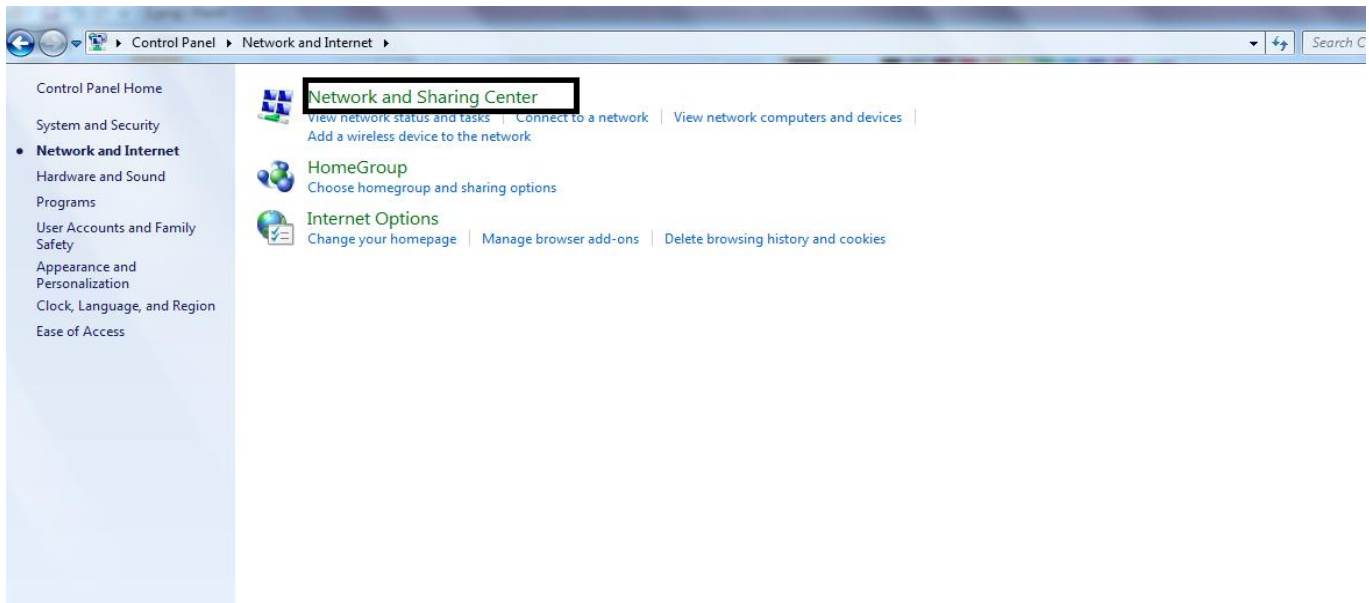 Control Panel Network and Internet
Search C
Control Panel Home
System and Security
Network and Internet
Hardware and Sound
Programs
User Accounts and Family
Safety
Appearance and
Personalization
Clock, Language, and Region
Ease of Access
Network and Sharing Center
View network status and tasks Connect to a network View network computers and devices
Add a wireless device to the network
HomeGroup
Choose homegroup and sharing options
Internet Options
Change your homepage Manage browser add-ons Delete browsing history and cookies